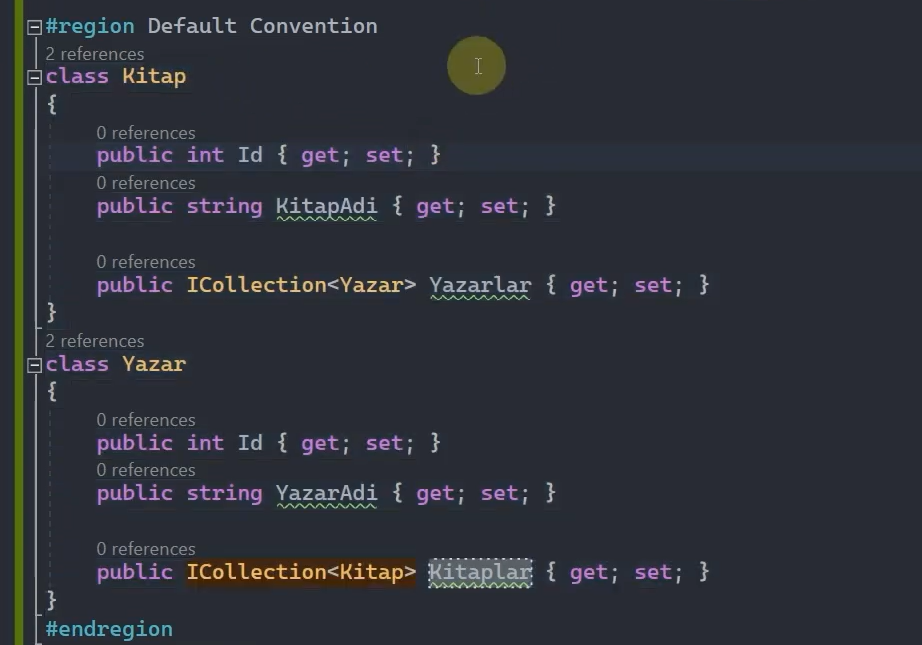 #region Default Convention
2 references
class Kitap
{
0 references
public int Id { get; set; }
0 references
public string KitapAdi { get; set; }
0 references
public ICollection<Yazar> Yazarlar { get; set; }
}
2 references
class Yazar
{
0 references
public int Id { get; set; }
0 references
public string YazarAdi { get; set; }
0 references
public ICollection<Kitap> Kitaplar { get; set; }
}
#endregion